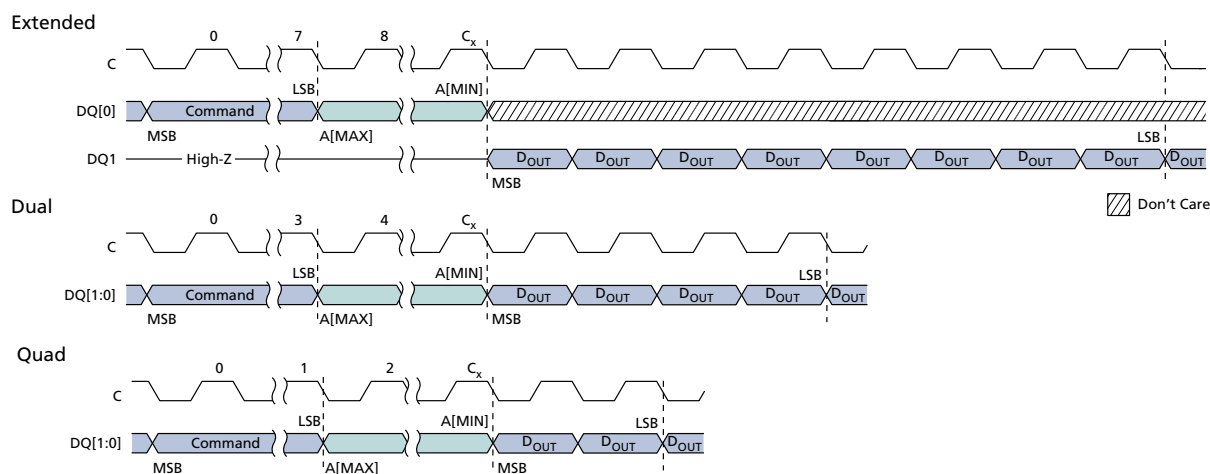 Extended
0 7 8 Cx
C
LSB A[MIN]
DQ[0] Command
MSB A[MAX] LSB
DQ1 High-Z DOUT DOUT DOUT DOUT DOUT DOUT DOUT DOUT DOUT
MSB
Don't Care
Dual
0 3 4 Cx
C
LSB A[MIN] LSB
DQ[1:0] Command DOUT DOUT DOUT DOUT DOUT
MSB A[MAX] MSB
Quad
0 1 2 Cx
C
LSB A[MIN] LSB
DQ[1:0] Command DOUT DOUT DOUT
MSB A[MAX] MSB